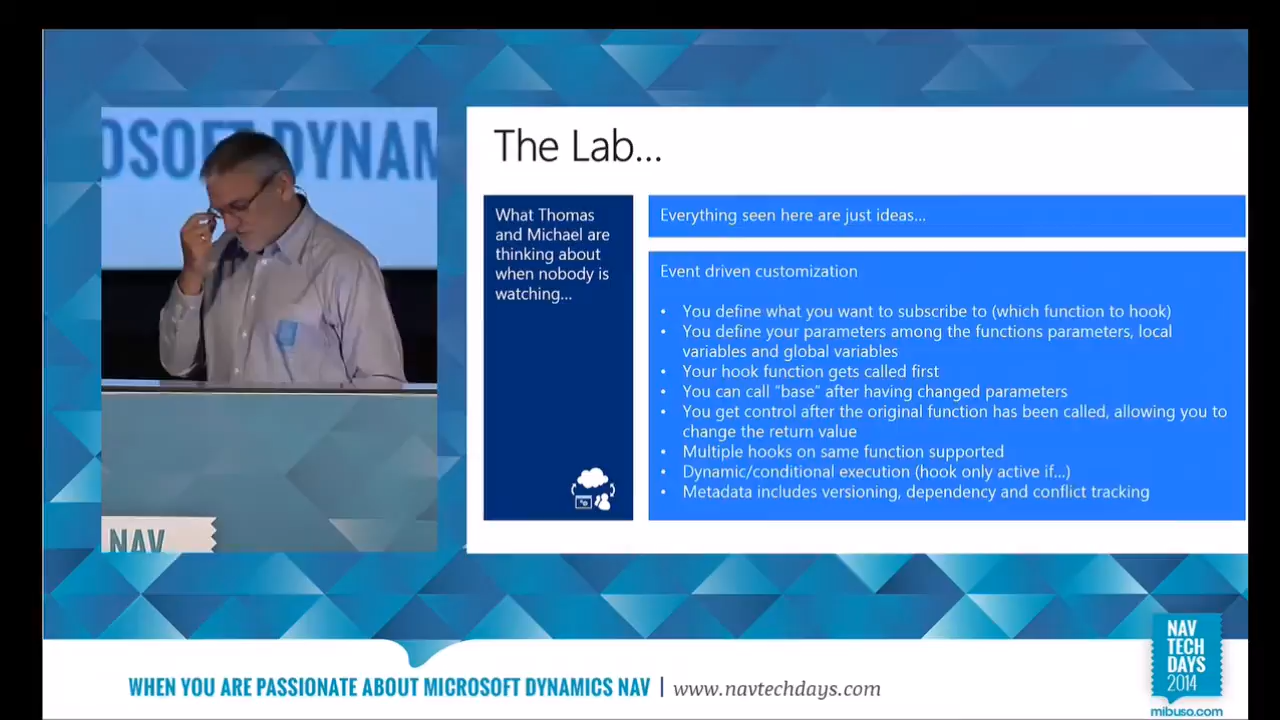 OSOFT DYNAM
NAV
The Lab...
What Thomas
and Michael are
thinking about
when nobody is
watching...
Everything seen here are just ideas...
Event driven customization
• You define what you want to subscribe to (which function to hook)
• You define your parameters among the functions parameters, local
variables and global variables
• Your hook function gets called first
• You can call “base” after having changed parameters
• You get control after the original function has been called, allowing you to
change the return value
• Multiple hooks on same function supported
• Dynamic/conditional execution (hook only active if...)
• Metadata includes versioning, dependency and conflict tracking
WHEN YOU ARE PASSIONATE ABOUT MICROSOFT DYNAMICS NAV | www.navtechdays.com
NAV
TECH
DAYS
2014
mibuso.com